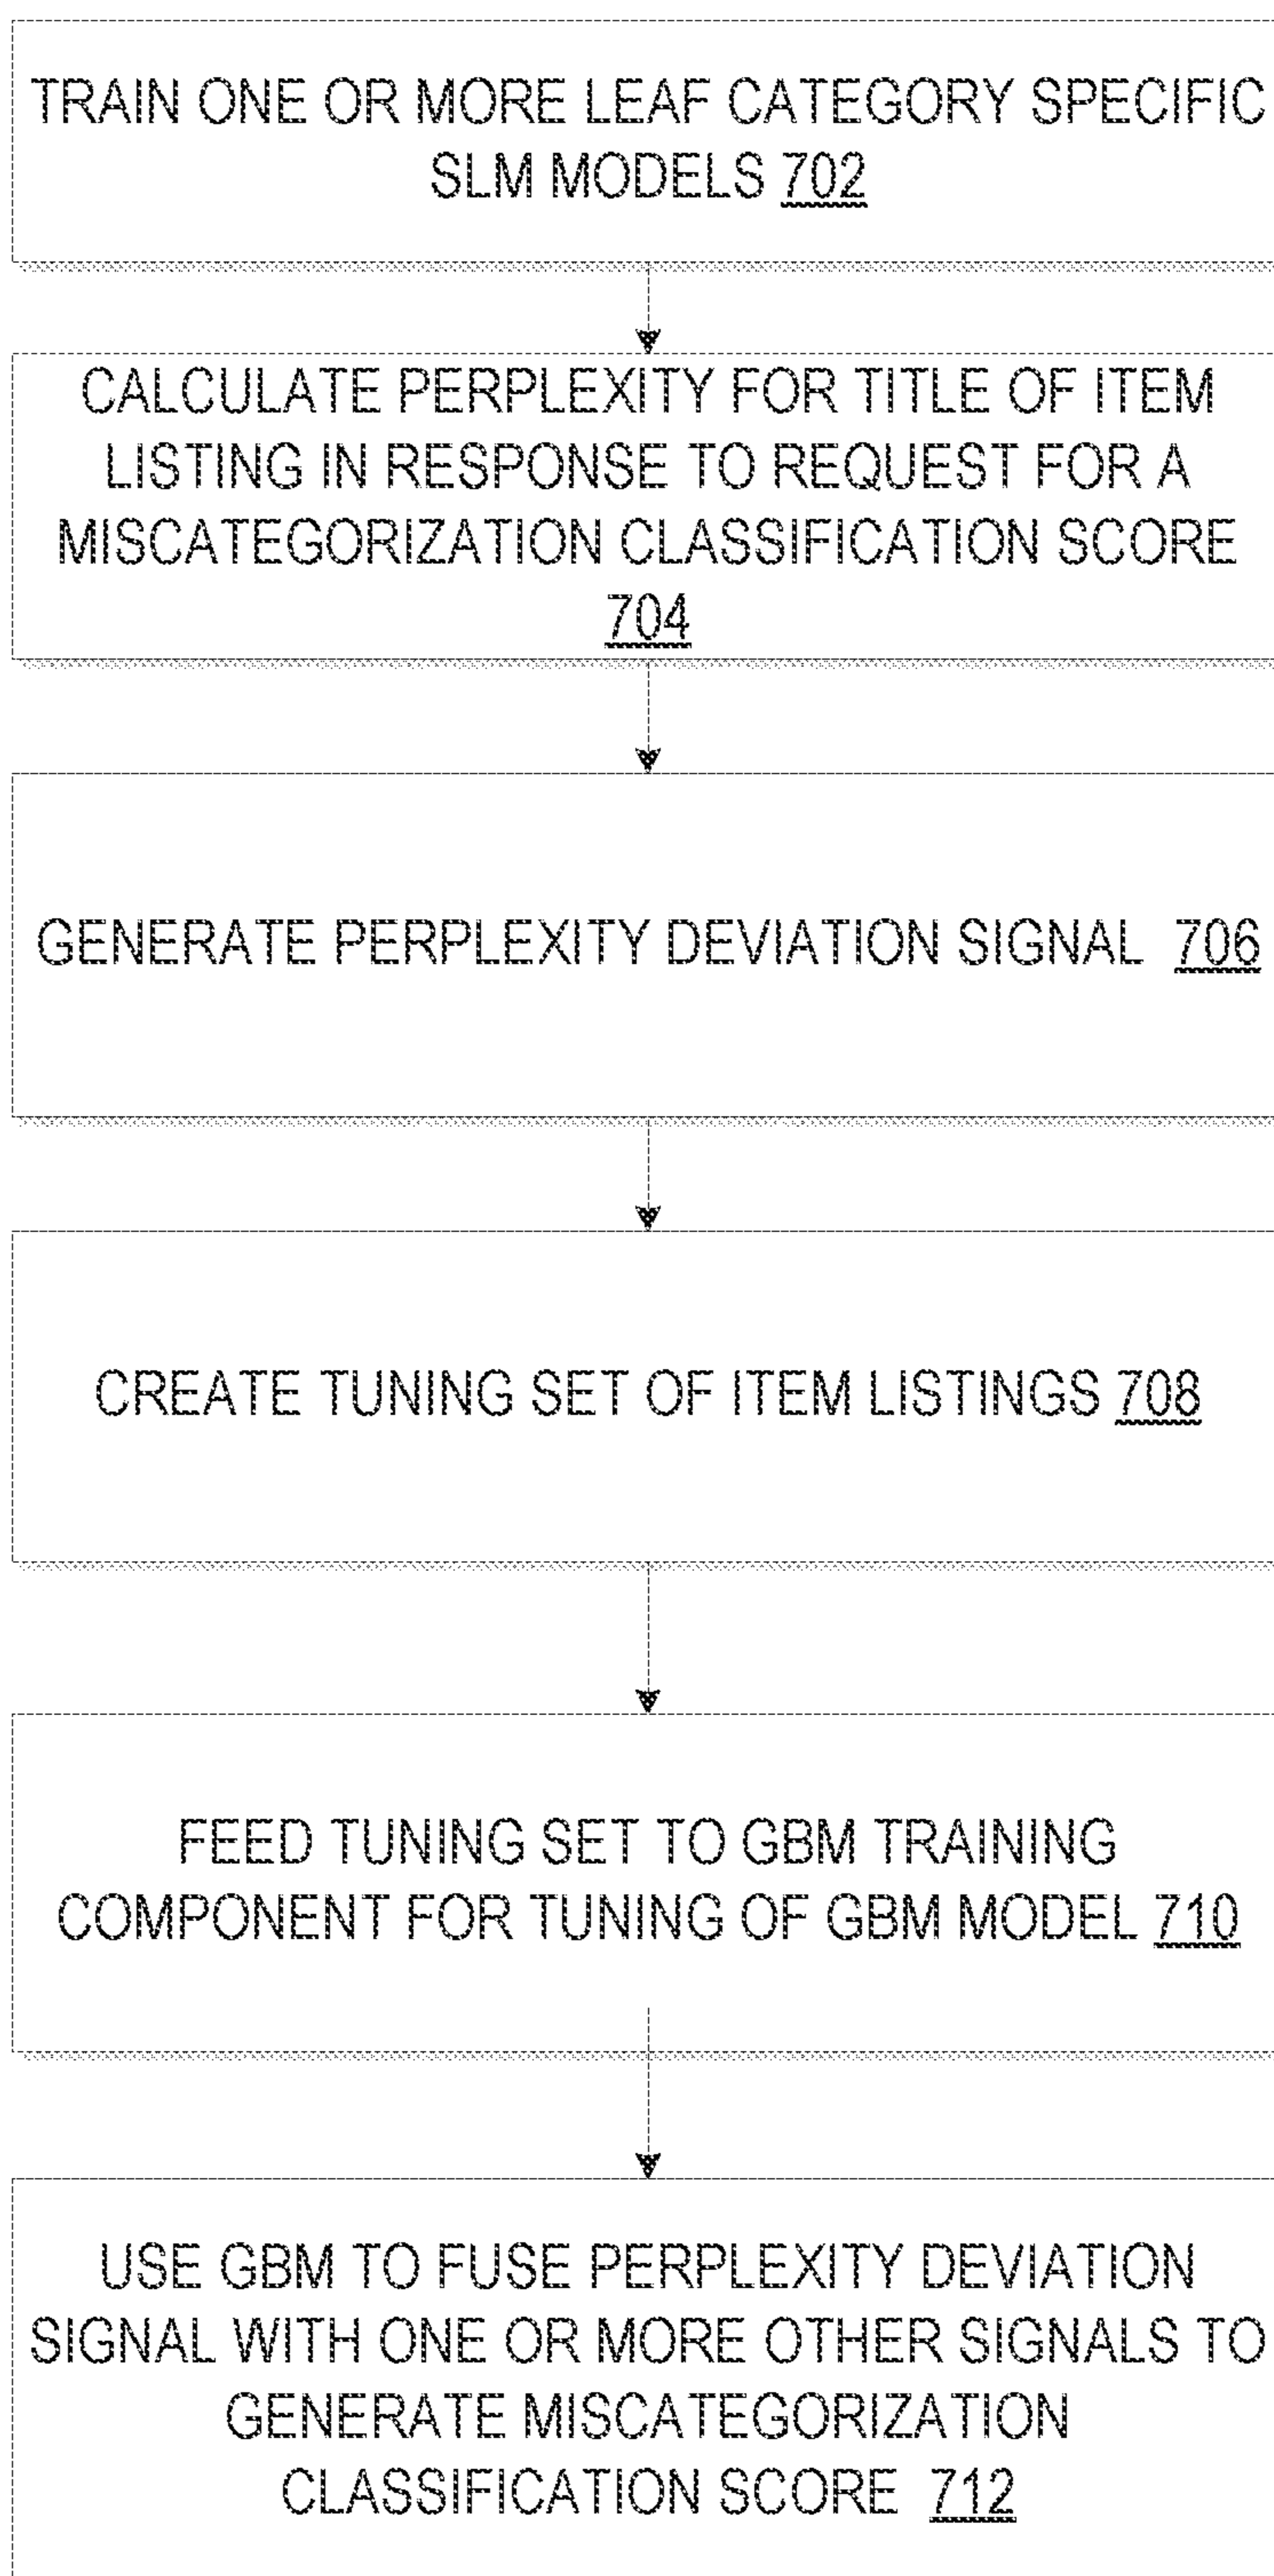 TRAIN ONE OR MORE LEAF CATEGORY SPECIFIC
SLM MODELS 702
CALCULATE PERPLEXITY FOR TITLE OF ITEM
LISTING IN RESPONSE TO REQUEST FOR A
MISCATEGORIZATION CLASSIFICATION SCORE
704
GENERATE PERPLEXITY DEVIATION SIGNAL 706
CREATE TUNING SET OF ITEM LISTINGS 708
FEED TUNING SET TO GBM TRAINING
COMPONENT FOR TUNING OF GBM MODEL 710
USE GBM TO FUSE PERPLEXITY DEVIATION
SIGNAL WITH ONE OR MORE OTHER SIGNALS TO
GENERATE MISCATEGORIZATION
CLASSIFICATION SCORE 712